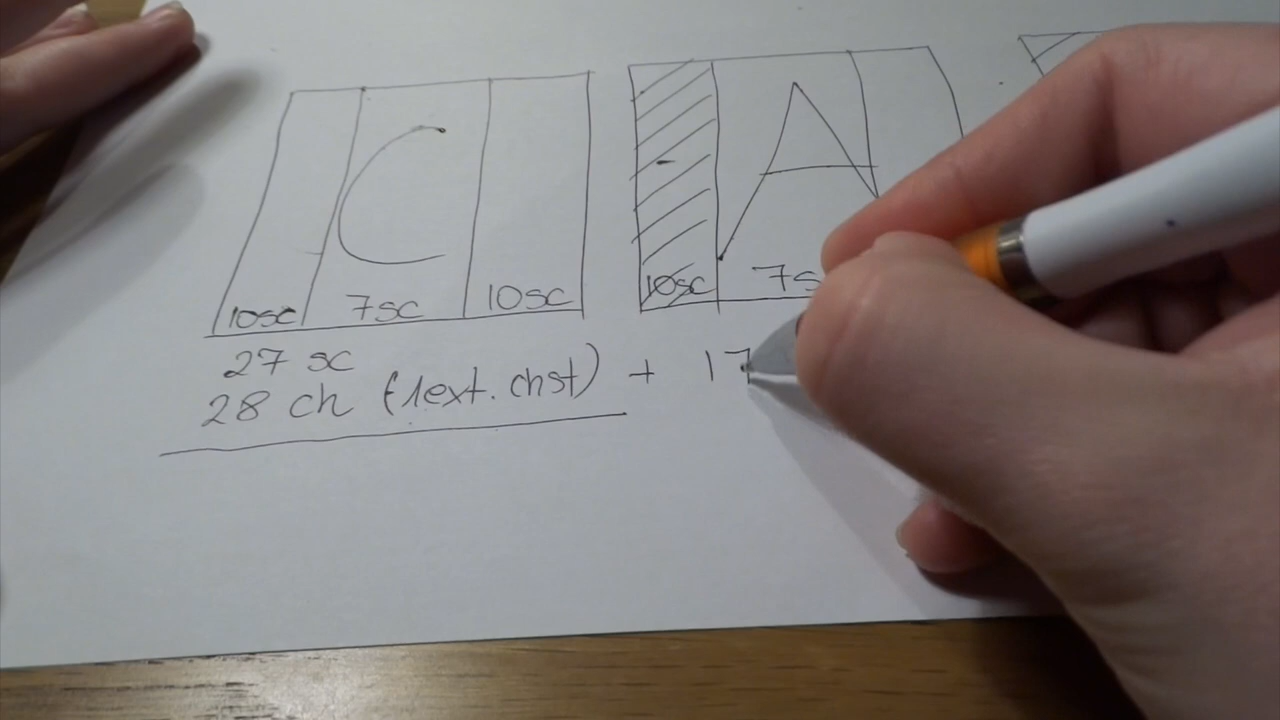 C A
10sc 7sc 10sc 10sc 7s
27 sc
28 ch (1ext. chst) + 17